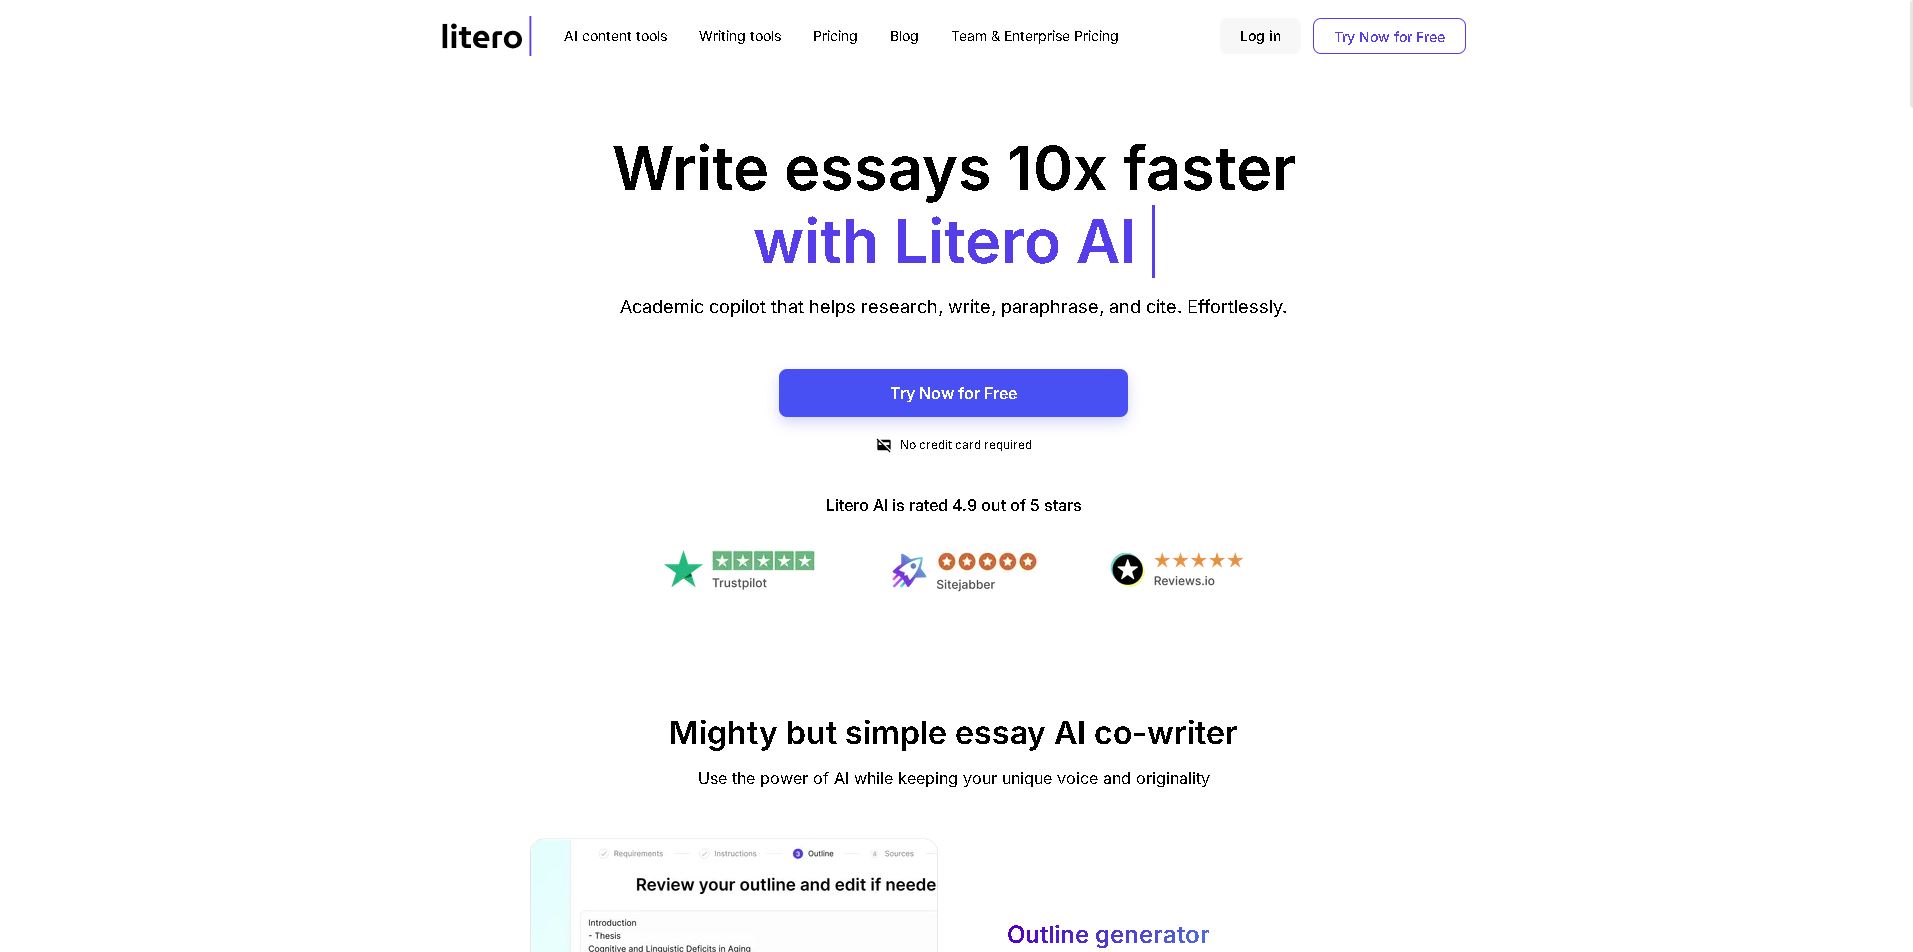 litero
AI content tools
Writing tools
Pricing
Blog
Team & Enterprise Pricing
Log in
Try Now for Free
Write essays 10x faster
with Litero AI
Academic copilot that helps research, write, paraphrase, and cite. Effortlessly.
Try Now for Free
No credit card required
Litero AI is rated 4.9 out of 5 stars
Trustpilot
Sitejabber
Reviews.io
Mighty but simple essay AI co-writer
Use the power of AI while keeping your unique voice and originality
Requirements
Instructions
3 Outline
4 Sources
Review your outline and edit if neede
Introduction
- Thesis
Cognitive and Linguistic Deficits in Aging
Outline generator